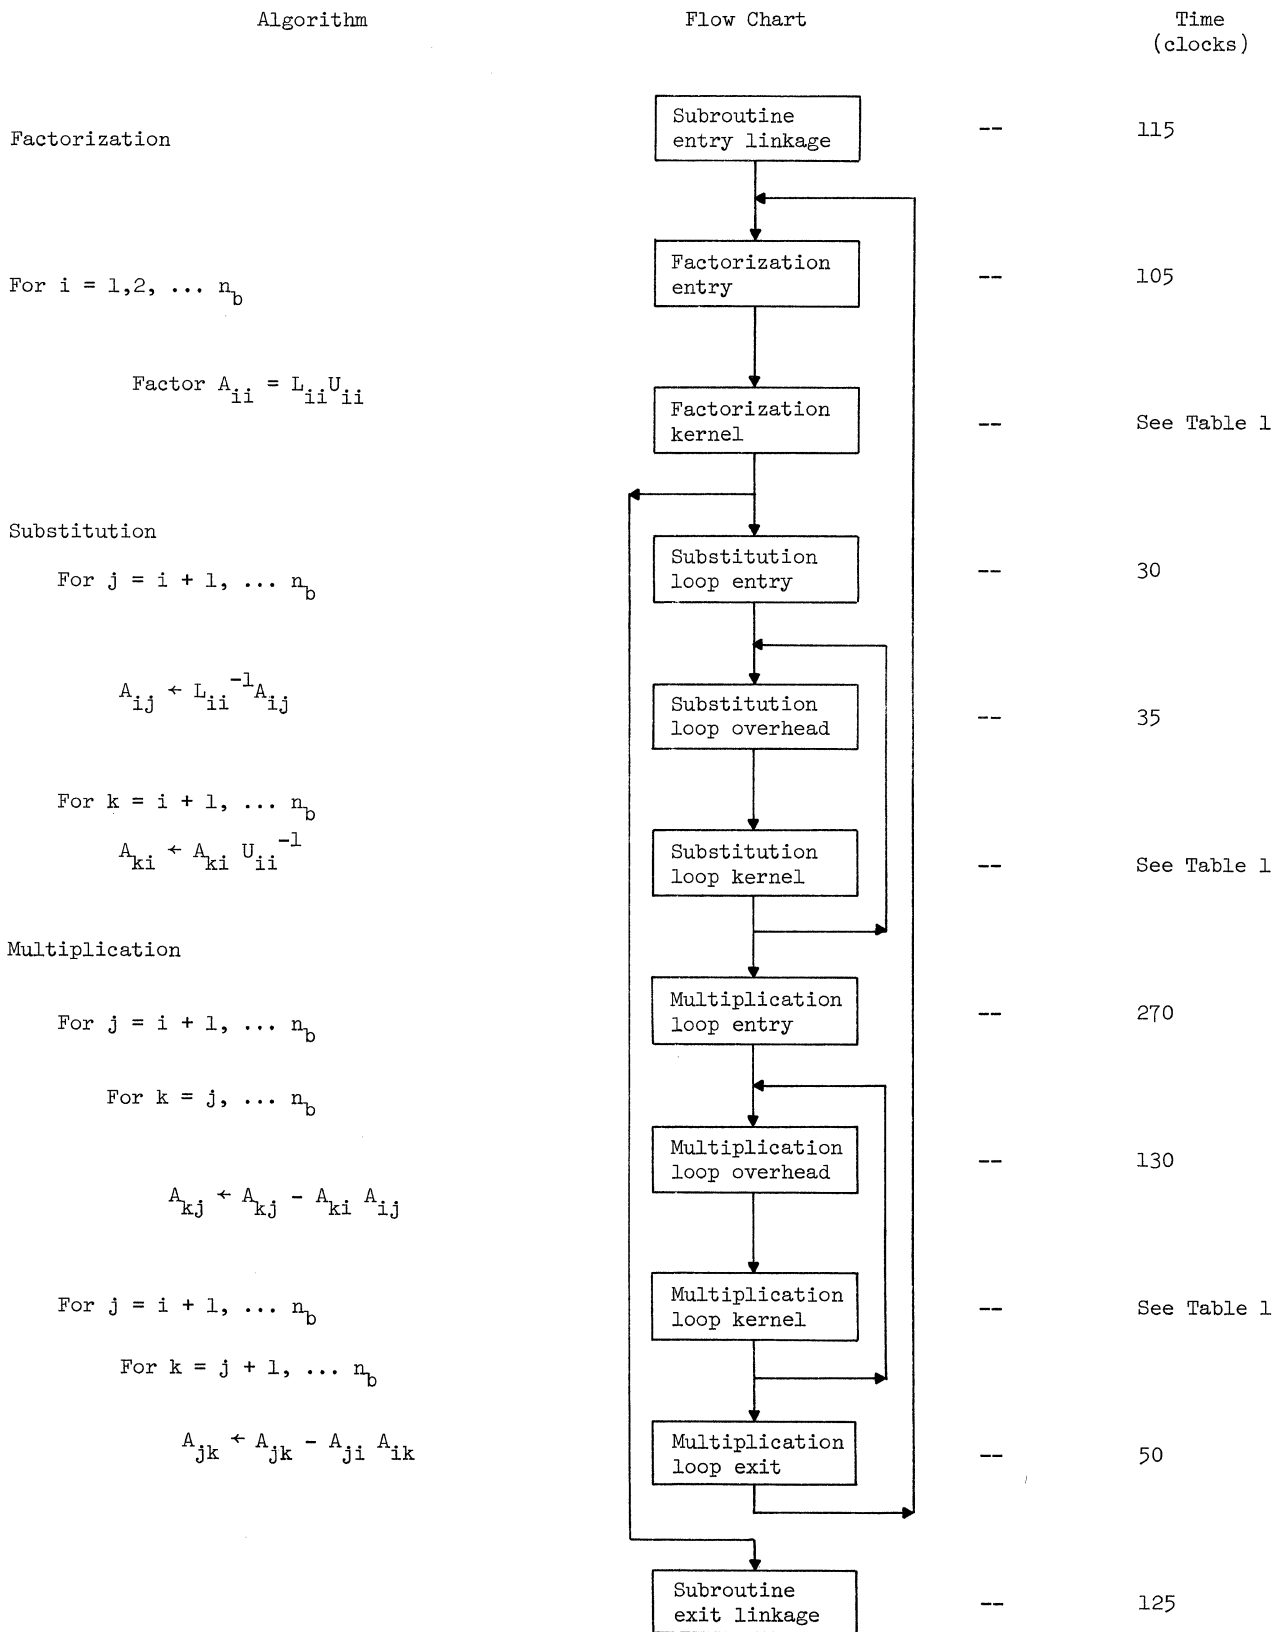 Algorithm Flow Chart Time
(clocks)
Subroutine
entry linkage -- 115
Factorization
Factorization
entry -- 105
For i = 1,2, ... n_b
Factor A_ii = L_ii U_ii
Factorization
kernel -- See Table 1
Substitution
Substitution
loop entry -- 30
For j = i + 1, ... n_b
A_ij ← L_ii^-1 A_ij
Substitution
loop overhead -- 35
For k = i + 1, ... n_b
A_ki ← A_ki U_ii^-1
Substitution
loop kernel -- See Table 1
Multiplication
Multiplication
loop entry -- 270
For j = i + 1, ... n_b
For k = j, ... n_b
Multiplication
loop overhead -- 130
A_kj ← A_kj - A_ki A_ij
Multiplication
loop kernel -- See Table 1
For j = i + 1, ... n_b
For k = j + 1, ... n_b
A_jk ← A_jk - A_ji A_ik
Multiplication
loop exit -- 50
Subroutine
exit linkage -- 125